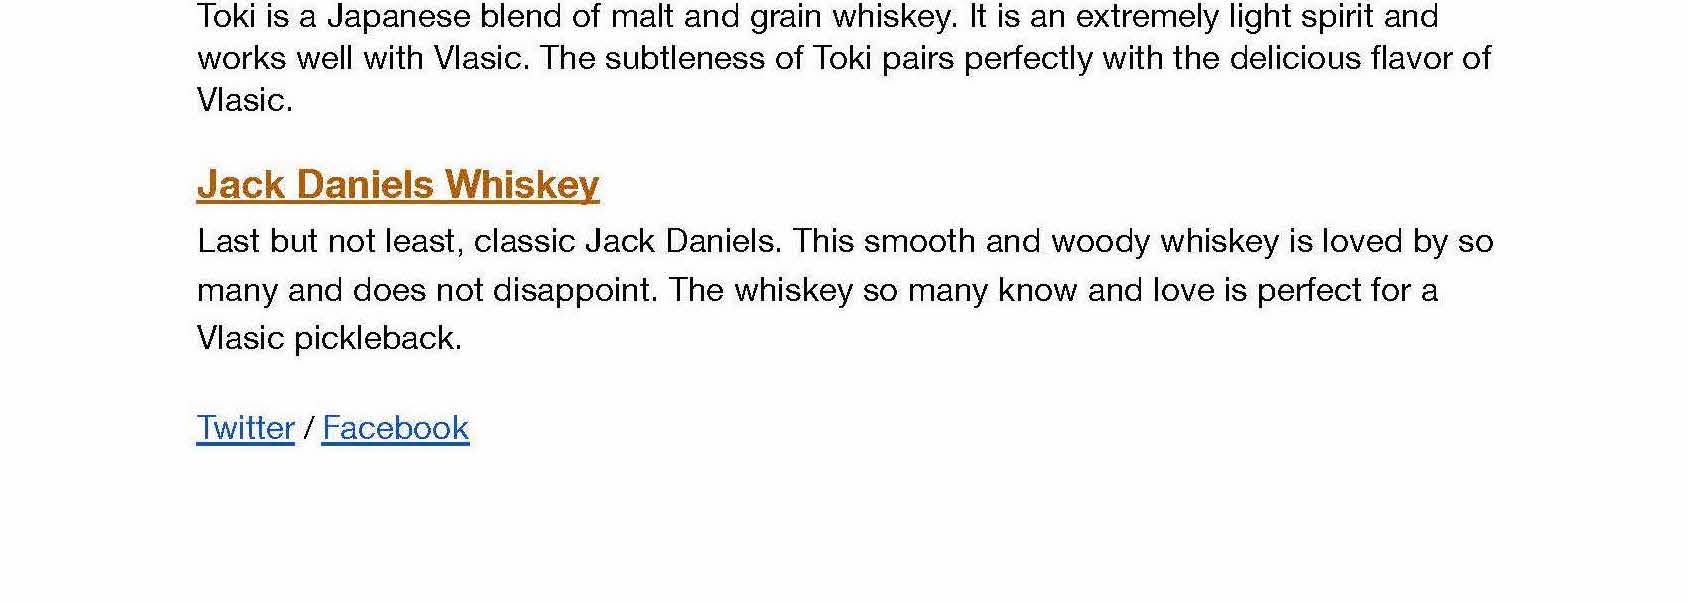 Toki is a Japanese blend of malt and grain whiskey. It is an extremely light spirit and
works well with Vlasic. The subtleness of Toki pairs perfectly with the delicious flavor of
Vlasic.
Jack Daniels Whiskey
Last but not least, classic Jack Daniels. This smooth and woody whiskey is loved by so
many and does not disappoint. The whiskey so many know and love is perfect for a
Vlasic pickleback.
Twitter / Facebook